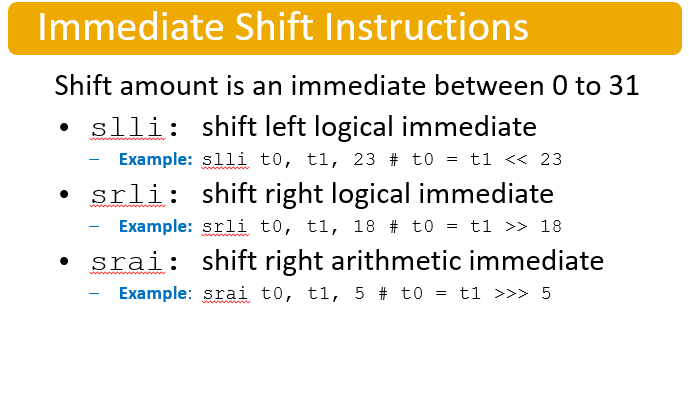 Immediate Shift Instructions
Shift amount is an immediate between 0 to 31
• slli: shift left logical immediate
– Example: slli t0, t1, 23 # t0 = t1 << 23
• srli: shift right logical immediate
– Example: srli t0, t1, 18 # t0 = t1 >> 18
• srai: shift right arithmetic immediate
– Example: srai t0, t1, 5 # t0 = t1 >>> 5